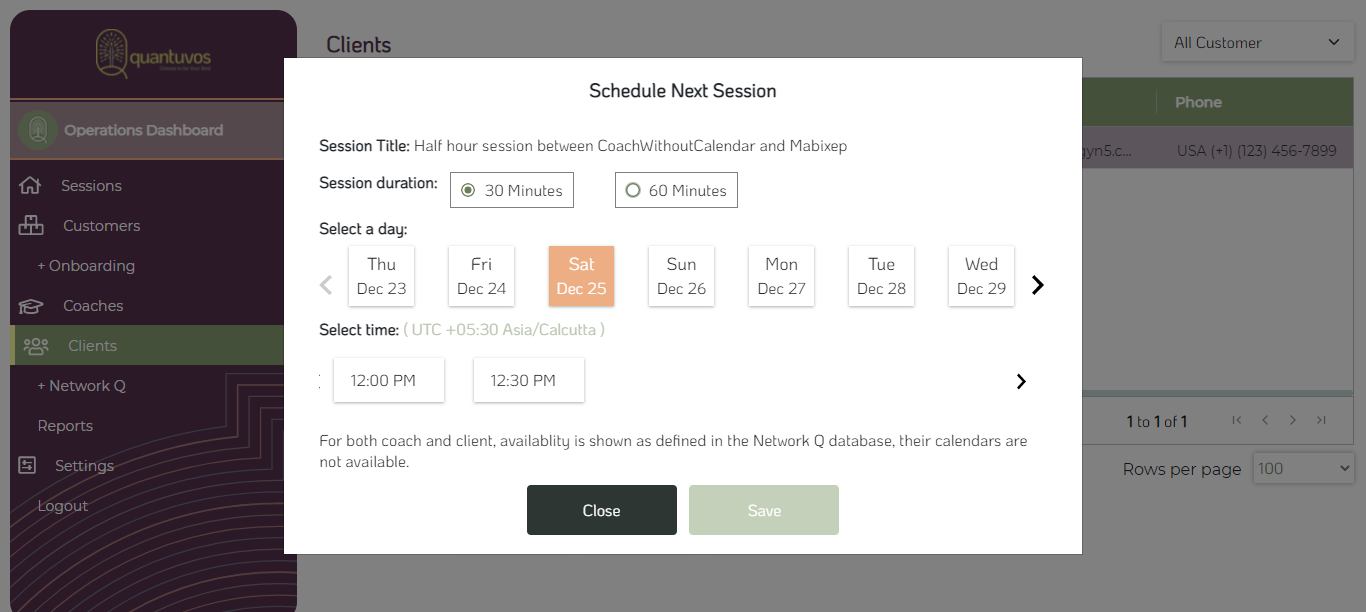 quantuvos
Operations Dashboard
Sessions
Customers
+ Onboarding
Coaches
Clients
+ Network Q
Reports
Settings
Logout
Clients
All Customer
Phone
gyn5.c...
USA (+1) (123) 456-7899
1 to 1 of 1
Rows per page 100
Schedule Next Session
Session Title: Half hour session between CoachWithoutCalendar and Mabixep
Session duration: 30 Minutes 60 Minutes
Select a day:
Thu Fri Sat Sun Mon Tue Wed
Dec 23 Dec 24 Dec 25 Dec 26 Dec 27 Dec 28 Dec 29
Select time: ( UTC +05:30 Asia/Calcutta )
12:00 PM 12:30 PM
For both coach and client, availablity is shown as defined in the Network Q database, their calendars are
not available.
Close Save